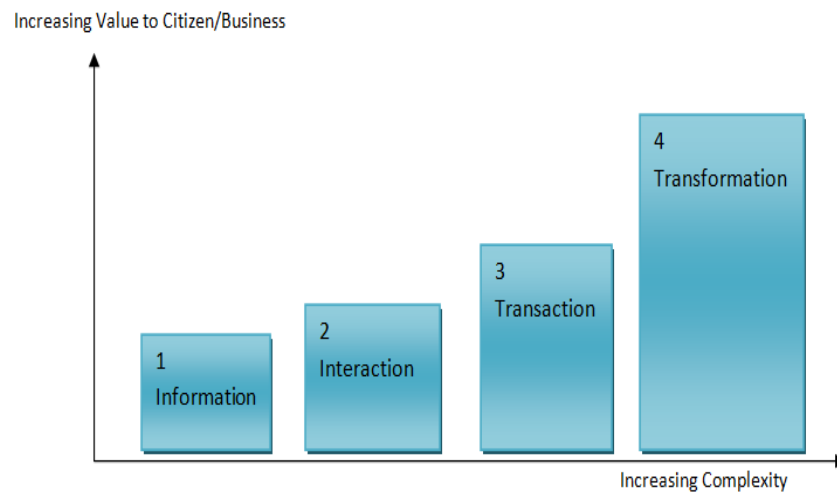 Increasing Value to Citizen/Business
1
Information
2
Interaction
3
Transaction
4
Transformation
Increasing Complexity